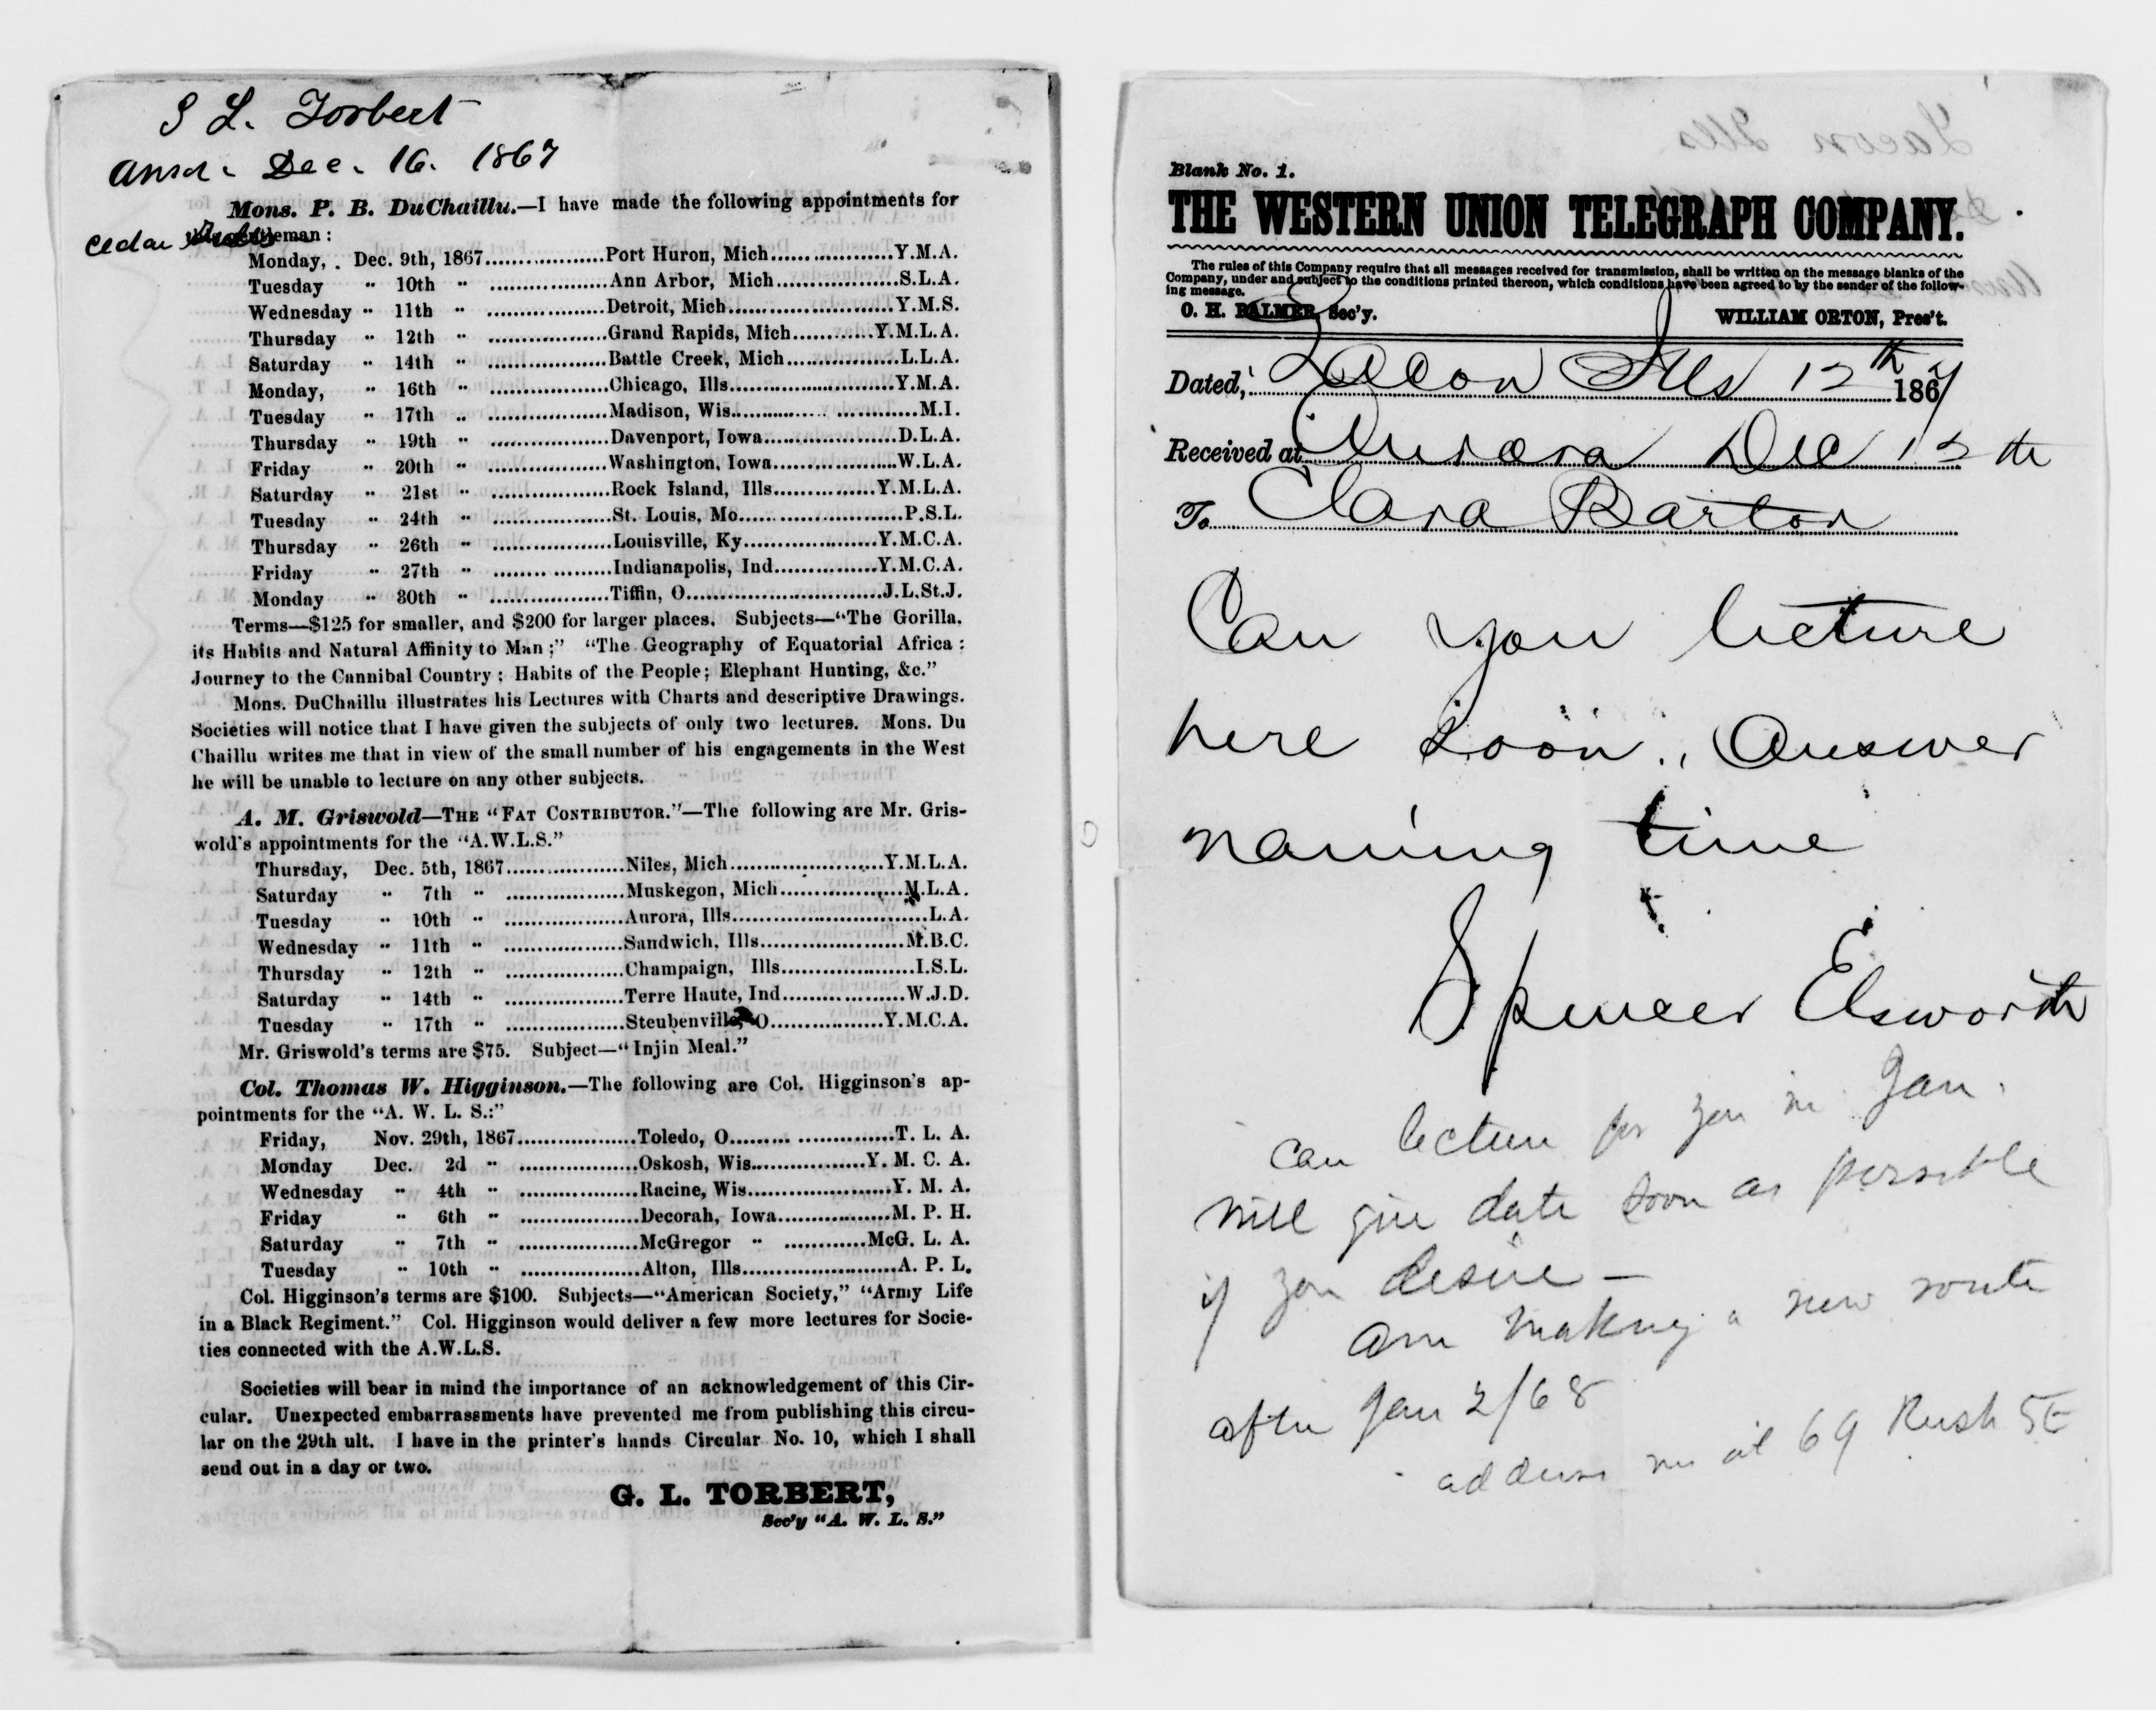 S L. Torbert
Ansd. Dec. 16. 1867
Mons. P. B. DuChaillu.—I have made the following appointments for
Cedar Falls
gentleman :
Monday, . Dec. 9th, 1867..................Port Huron, Mich..................Y.M.A.
Tuesday " 10th " ..................Ann Arbor, Mich..................S.L.A.
Wednesday " 11th " ..................Detroit, Mich........................Y.M.S.
Thursday " 12th " ..................Grand Rapids, Mich............Y.M.L.A.
Saturday " 14th " ..................Battle Creek, Mich................L.L.A.
Monday, " 16th " ..................Chicago, Ills........................Y.M.A.
Tuesday " 17th " ..................Madison, Wis............................M.I.
Thursday " 19th " ..................Davenport, Iowa....................D.L.A.
Friday " 20th " ..................Washington, Iowa..................W.L.A.
Saturday " 21st " ..................Rock Island, Ills...............Y.M.L.A.
Tuesday " 24th " ..................St. Louis, Mo........................P.S.L.
Thursday " 26th " ..................Louisville, Ky....................Y.M.C.A.
Friday " 27th " ..................Indianapolis, Ind...............Y.M.C.A.
Monday " 30th " ..................Tiffin, O..............................J.L.St.J.
Terms—$125 for smaller, and $200 for larger places. Subjects—"The Gorilla,
its Habits and Natural Affinity to Man;" "The Geography of Equatorial Africa :
Journey to the Cannibal Country ; Habits of the People; Elephant Hunting, &c."
Mons. DuChaillu illustrates his Lectures with Charts and descriptive Drawings.
Societies will notice that I have given the subjects of only two lectures. Mons. Du
Chaillu writes me that in view of the small number of his engagements in the West
he will be unable to lecture on any other subjects.
A. M. Griswold—THE "FAT CONTRIBUTOR."—The following are Mr. Gris-
wold's appointments for the "A.W.L.S."
Thursday, Dec. 5th, 1867..................Niles, Mich.......................Y.M.L.A.
Saturday " 7th " ..................Muskegon, Mich...................M.L.A.
Tuesday " 10th " ..................Aurora, Ills..............................L.A.
Wednesday " 11th " ..................Sandwich, Ills.....................M.B.C.
Thursday " 12th " ..................Champaign, Ills....................I.S.L.
Saturday " 14th " ..................Terre Haute, Ind..................W.J.D.
Tuesday " 17th " ..................Steubenville, O.................Y.M.C.A.
Mr. Griswold's terms are $75. Subject—"Injin Meal."
Col. Thomas W. Higginson.—The following are Col. Higginson's ap-
pointments for the "A. W. L. S.:"
Friday, Nov. 29th, 1867..................Toledo, O.........................T. L. A.
Monday Dec. 2d " ..................Oskosh, Wis.................Y. M. C. A.
Wednesday " 4th " ..................Racine, Wis......................Y. M. A.
Friday " 6th " ..................Decorah, Iowa.................M. P. H.
Saturday " 7th " ..................McGregor " ............McG. L. A.
Tuesday " 10th " ..................Alton, Ills........................A. P. L.
Col. Higginson's terms are $100. Subjects—"American Society," "Army Life
in a Black Regiment." Col. Higginson would deliver a few more lectures for Socie-
ties connected with the A.W.L.S.
Societies will bear in mind the importance of an acknowledgement of this Cir-
cular. Unexpected embarrassments have prevented me from publishing this circu-
lar on the 29th ult. I have in the printer's hands Circular No. 10, which I shall
send out in a day or two.
G. L. TORBERT,
Sec'y "A. W. L. S."
Blank No. 1.
THE WESTERN UNION TELEGRAPH COMPANY.
The rules of this Company require that all messages received for transmission, shall be written on the message blanks of the
Company, under and subject to the conditions printed thereon, which conditions have been agreed to by the sender of the follow-
ing message.
O. H. PALMER, Sec'y. WILLIAM ORTON, Pres't.
Dated, Lacon Ills 12th 1867
Received at Aurora Dec 12th
To Clara Barton
Can you lecture
here soon., Answer
naming time
Spencer Elsworth
Can lecture for you in Jan.
will give date soon as possible
if you desire —
Am making a new route
after Jan 2/68
address me at 69 Rush St